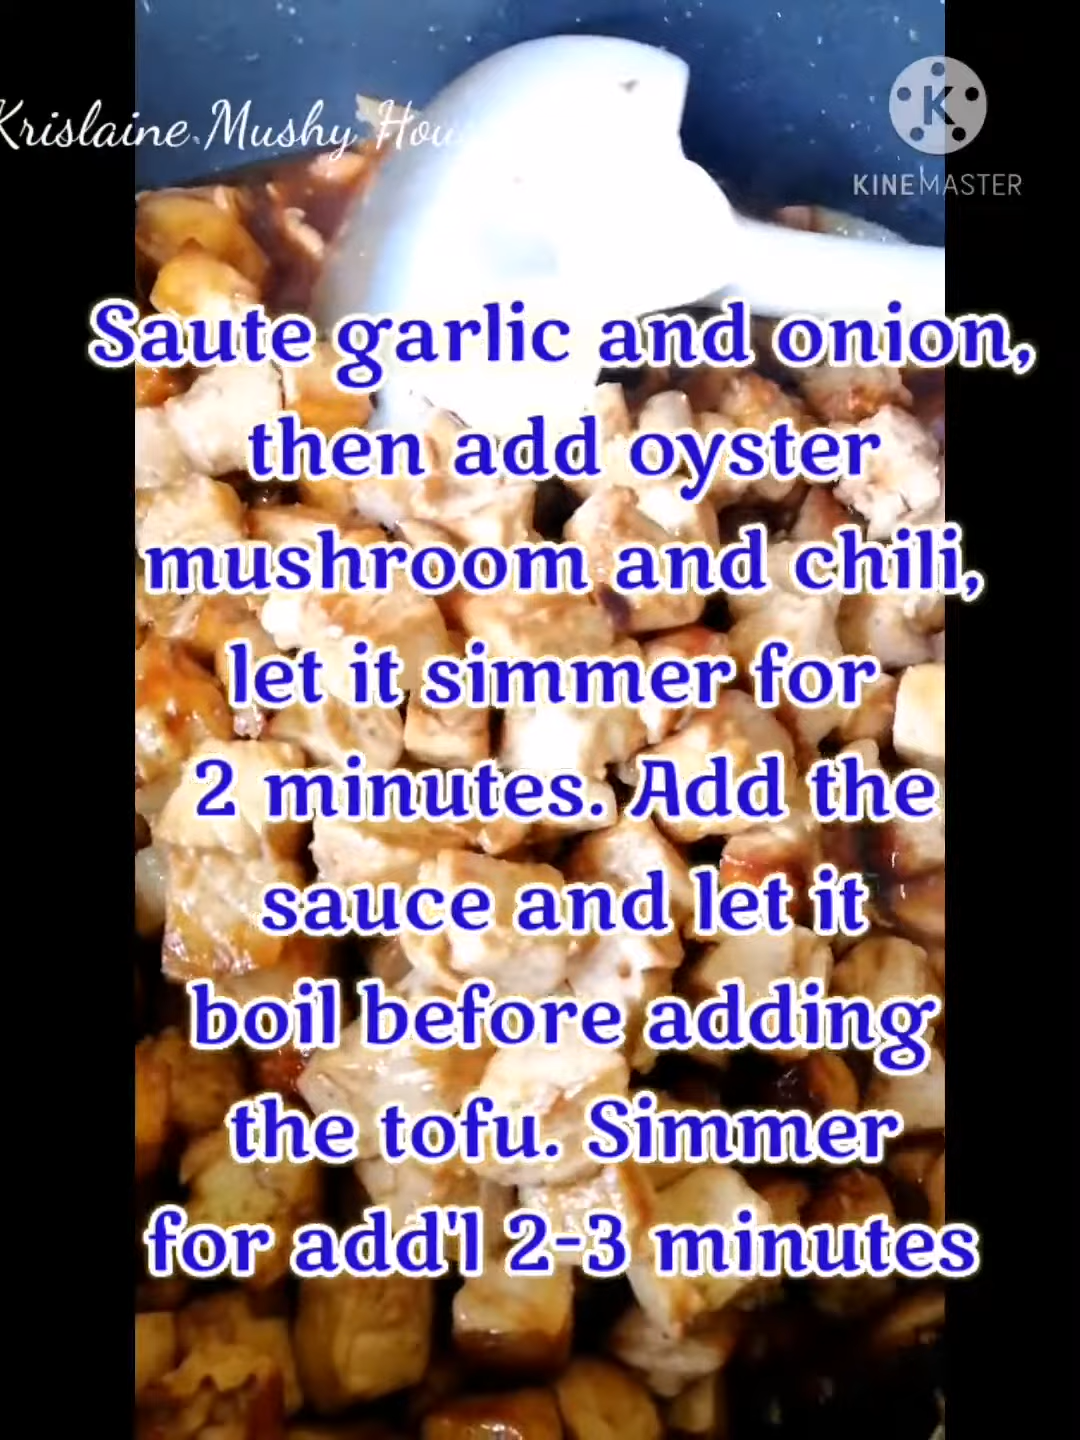 Krislaine Mushy
K
KINEMASTER
Saute garlic and onion,
then add oyster
mushroom and chili,
let it simmer for
2 minutes. Add the
sauce and let it
boil before adding
the tofu. Simmer
for add'l 2-3 minutes